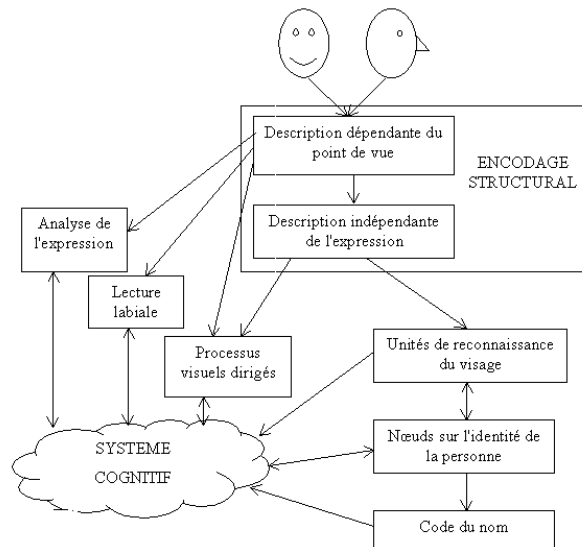 Description dépendante du
point de vue
ENCODAGE
STRUCTURAL
Description indépendante
de l'expression
Analyse de
l'expression
Lecture
labiale
Processus
visuels dirigés
Unités de reconnaissance
du visage
SYSTEME
COGNITIF
Nœuds sur l'identité de
la personne
Code du nom